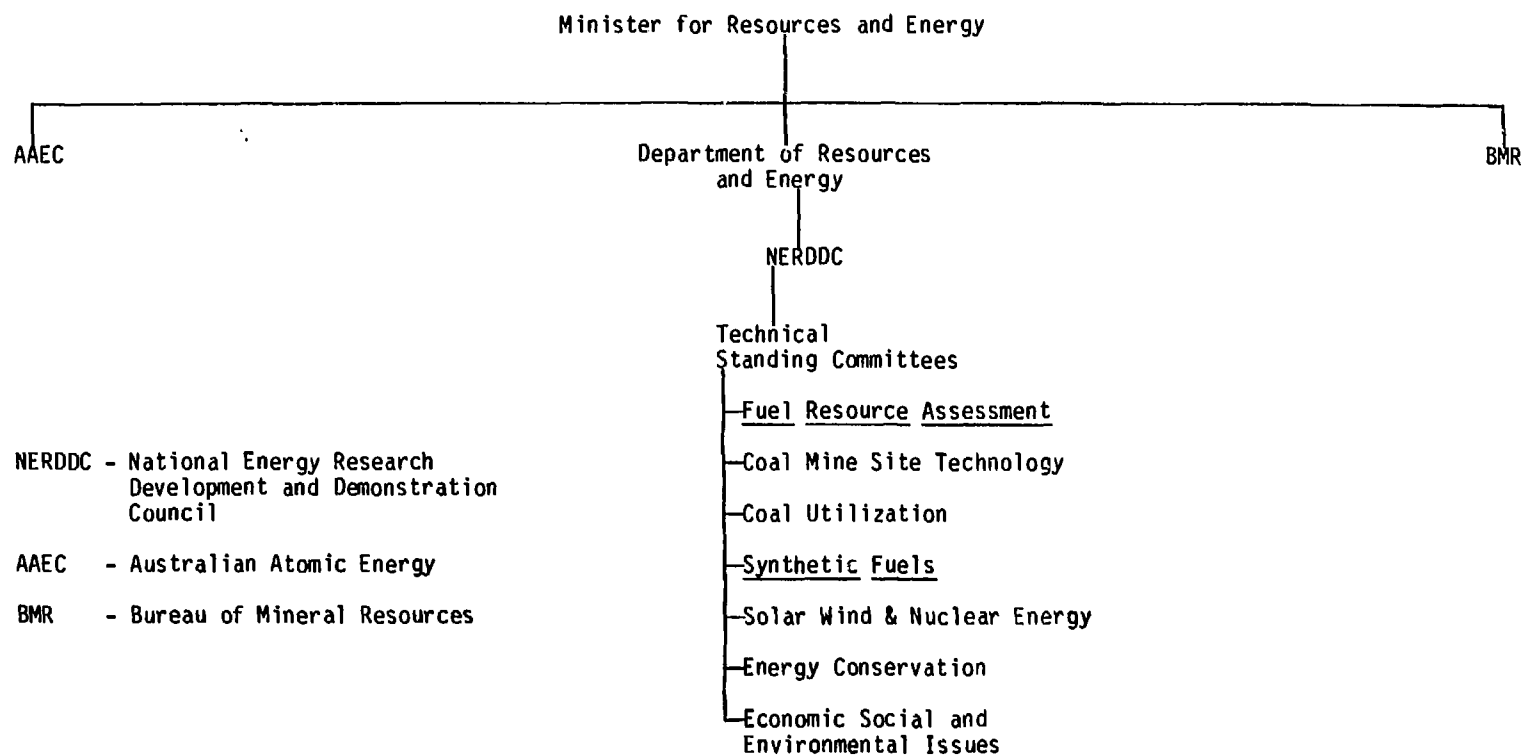 Minister for Resources and Energy
AAEC
Department of Resources
and Energy
BMR
NERDDC
Technical
Standing Committees
Fuel Resource Assessment
Coal Mine Site Technology
Coal Utilization
Synthetic Fuels
Solar Wind & Nuclear Energy
Energy Conservation
Economic Social and
Environmental Issues
NERDDC - National Energy Research
Development and Demonstration
Council
AAEC - Australian Atomic Energy
BMR - Bureau of Mineral Resources